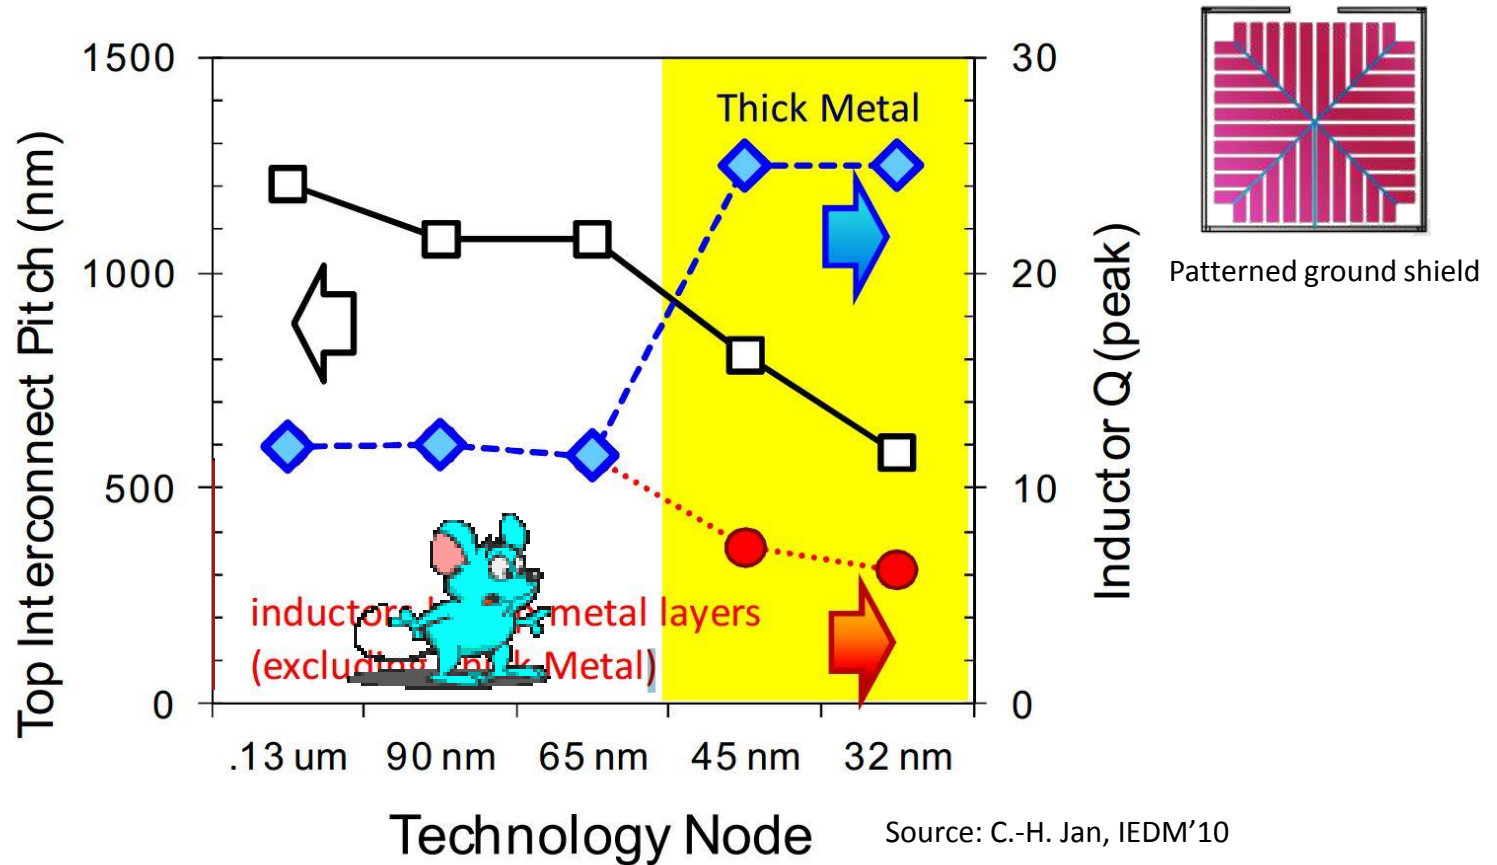 1500
1000
500
0
Top Interconnect Pitch (nm)
Thick Metal
inductors metal layers
(excluding Metal)
30
20
10
0
Inductor Q (peak)
.13 um 90 nm 65 nm 45 nm 32 nm
Technology Node
Source: C.-H. Jan, IEDM’10
Patterned ground shield